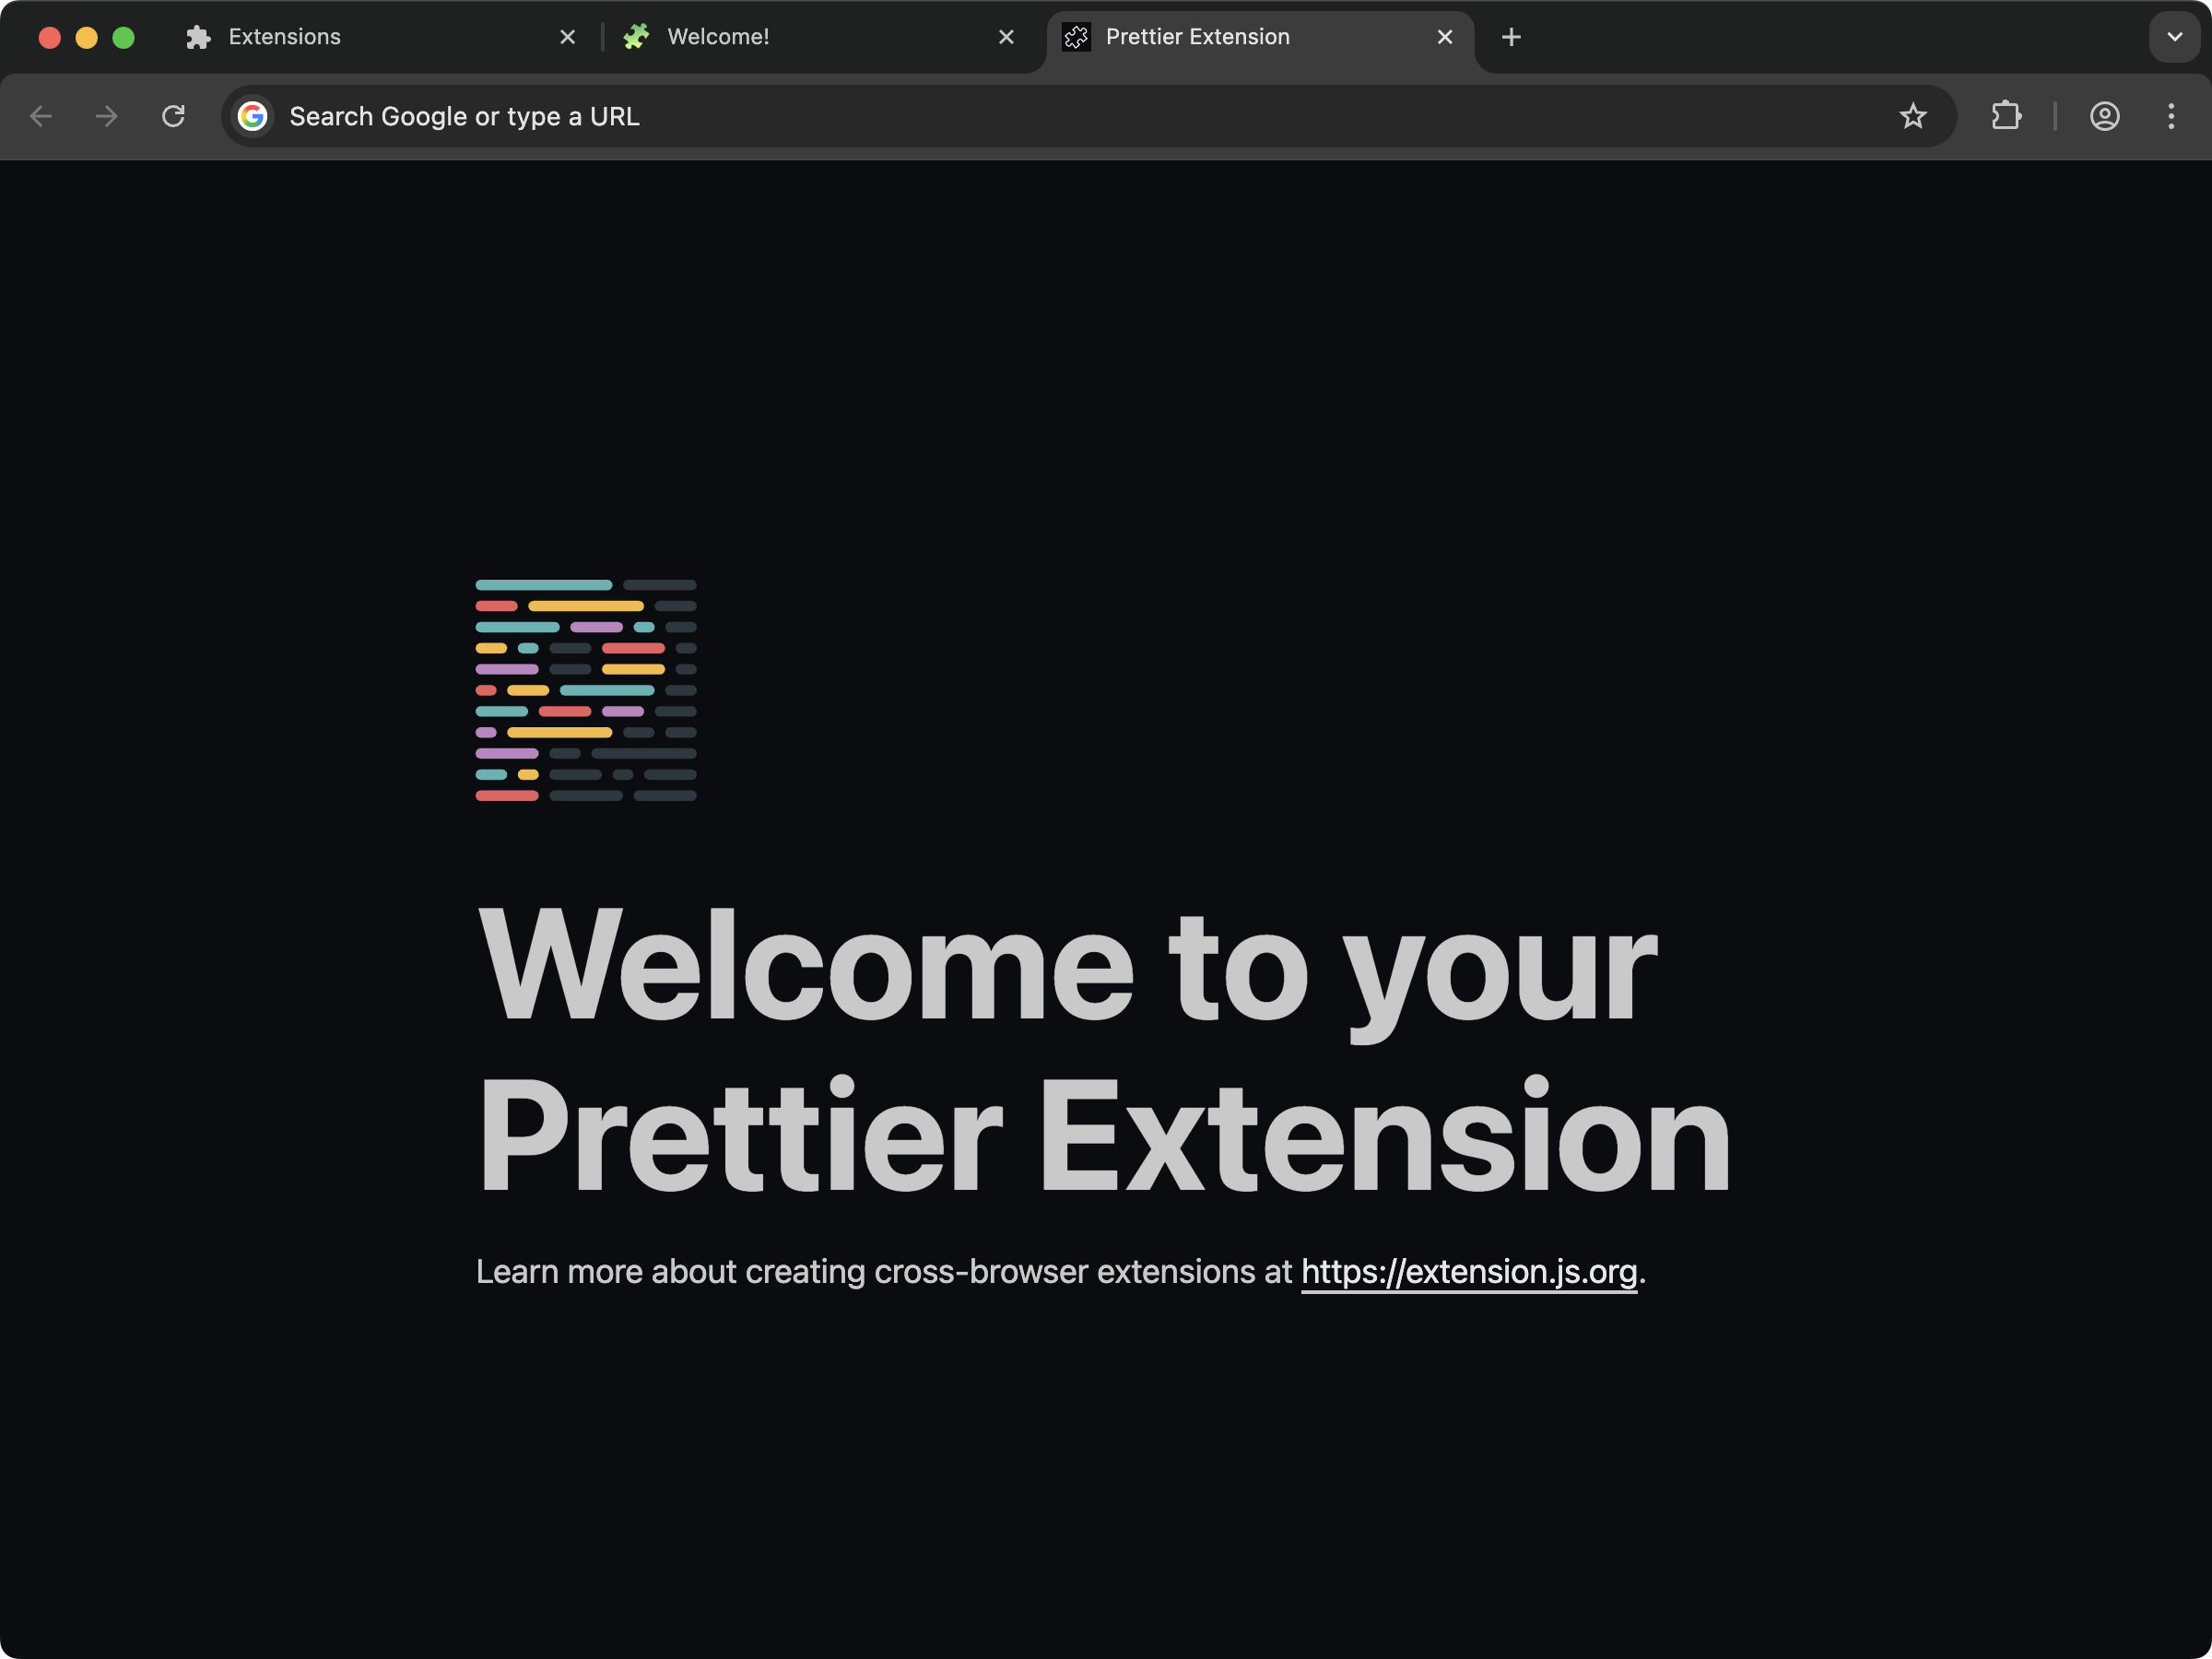 Extensions
Welcome!
Prettier Extension
Search Google or type a URL
Welcome to your
Prettier Extension
Learn more about creating cross-browser extensions at https://extension.js.org.